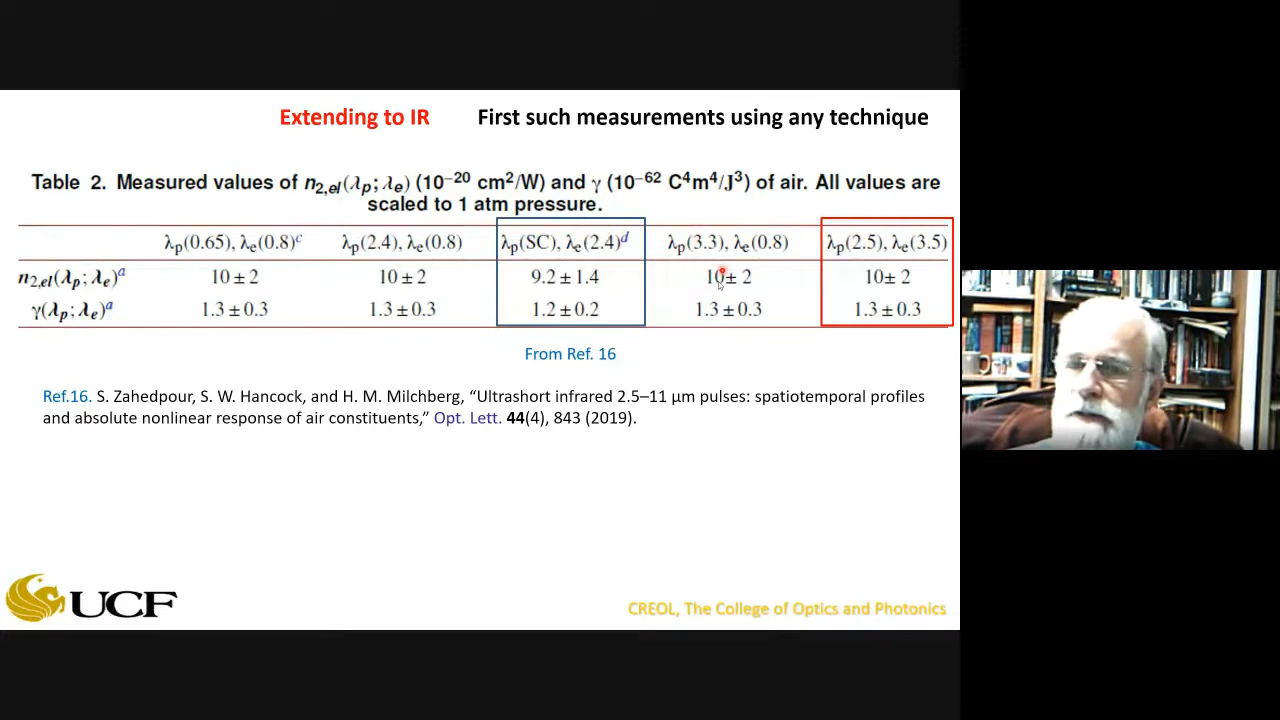 Extending to IR First such measurements using any technique
Table 2. Measured values of n2,el(λp; λe) (10−20 cm2/W) and γ (10−62 C4m4/J3) of air. All values are
scaled to 1 atm pressure.
λp(0.65), λe(0.8)c λp(2.4), λe(0.8) λp(SC), λe(2.4)d λp(3.3), λe(0.8) λp(2.5), λe(3.5)
n2,el(λp; λe)a 10 ± 2 10 ± 2 9.2 ± 1.4 10± 2 10± 2
γ(λp; λe)a 1.3 ± 0.3 1.3 ± 0.3 1.2 ± 0.2 1.3 ± 0.3 1.3 ± 0.3
From Ref. 16
Ref.16. S. Zahedpour, S. W. Hancock, and H. M. Milchberg, “Ultrashort infrared 2.5–11 μm pulses: spatiotemporal profiles
and absolute nonlinear response of air constituents,” Opt. Lett. 44(4), 843 (2019).
UCF
CREOL, The College of Optics and Photonics